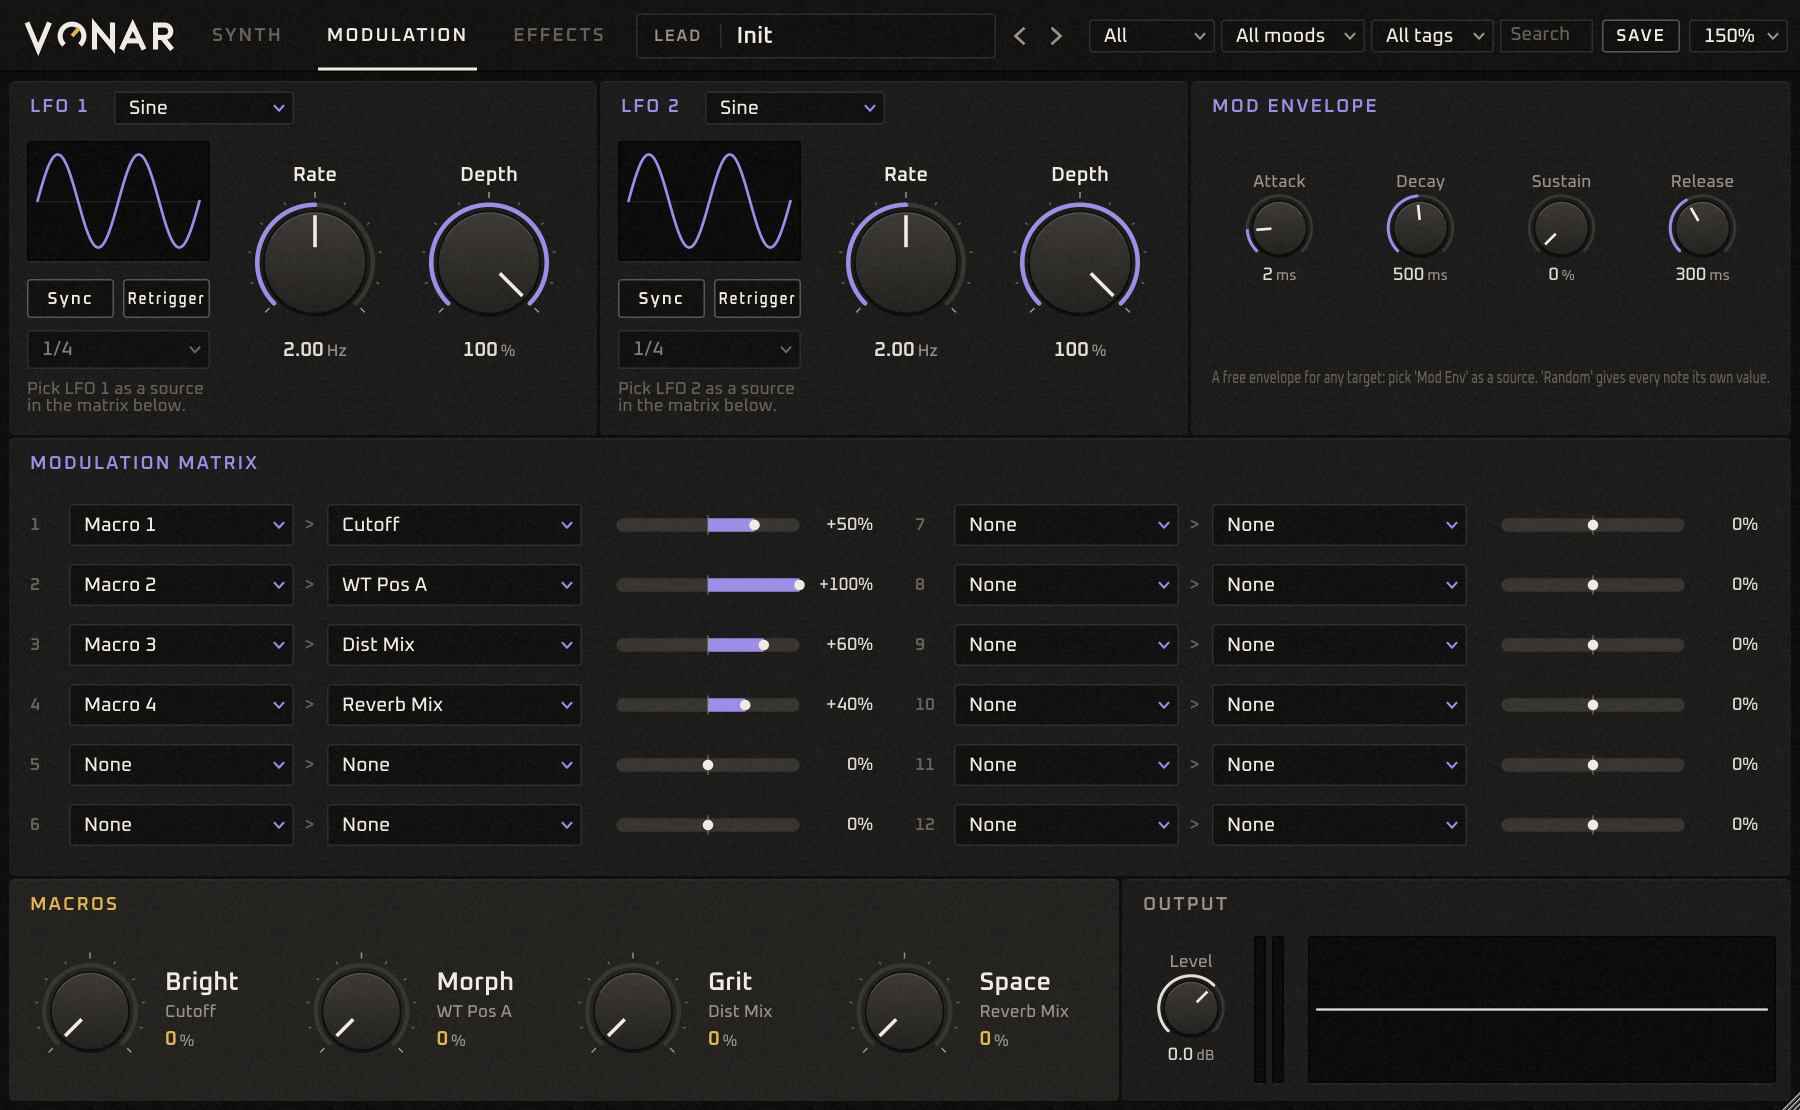 VONAR SYNTH MODULATION EFFECTS LEAD Init All All moods All tags Search SAVE 150%
LFO 1 Sine
Rate Depth
Sync Retrigger
1/4
2.00 Hz 100 %
Pick LFO 1 as a source
in the matrix below.
LFO 2 Sine
Rate Depth
Sync Retrigger
1/4
2.00 Hz 100 %
Pick LFO 2 as a source
in the matrix below.
MOD ENVELOPE
Attack Decay Sustain Release
2 ms 500 ms 0 % 300 ms
A free envelope for any target: pick 'Mod Env' as a source. 'Random' gives every note its own value.
MODULATION MATRIX
1 Macro 1 > Cutoff +50% 7 None > None 0%
2 Macro 2 > WT Pos A +100% 8 None > None 0%
3 Macro 3 > Dist Mix +60% 9 None > None 0%
4 Macro 4 > Reverb Mix +40% 10 None > None 0%
5 None > None 0% 11 None > None 0%
6 None > None 0% 12 None > None 0%
MACROS
Bright
Cutoff
0 %
Morph
WT Pos A
0 %
Grit
Dist Mix
0 %
Space
Reverb Mix
0 %
OUTPUT
Level
0.0 dB